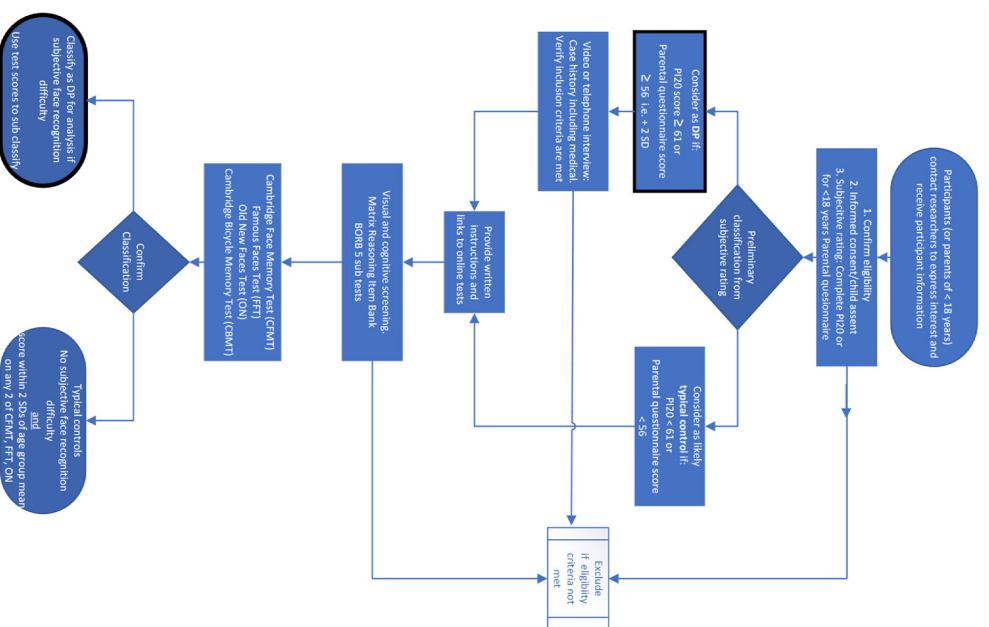 Participants (or parents of < 18 years)
contact researchers to express interest and
receive participant information
1. Confirm eligibility
2. Informed consent/child assent
3. Subjecitive rating: Complete PI20 or
for <18 years Parental quesionnaire
Preliminary
classification from
subjective rating
Consider as DP if:
PI20 score ≥ 61 or
Parental questionnaire score
≥ 56 i.e. + 2 SD
Consider as likely
typical control if:
PI20 < 61 or
Parental questionnaire score
< 56
Video or telephone interview:
Case history including medical.
Verify inclusion criteria are met
Exclude
if eligibiity
criteria not
met
Provide written
instructions and
links to online tests
Visual and cognitive screening.
Matrix Reasoning Item Bank
BORB 5 sub tests
Cambridge Face Memory Test (CFMT)
Famous Faces Test (FFT)
Old New Faces Test (ON)
Cambridge Bicycle Memory Test (CBMT)
Confirm
Classification
Classify as DP for analysis if
subjective face recognition
difficulty
Use test scores to sub classify
Typical controls
No subjective face recognition
difficulty
and
score within 2 SDs of age group mean
on any 2 of CFMT, FFT, ON